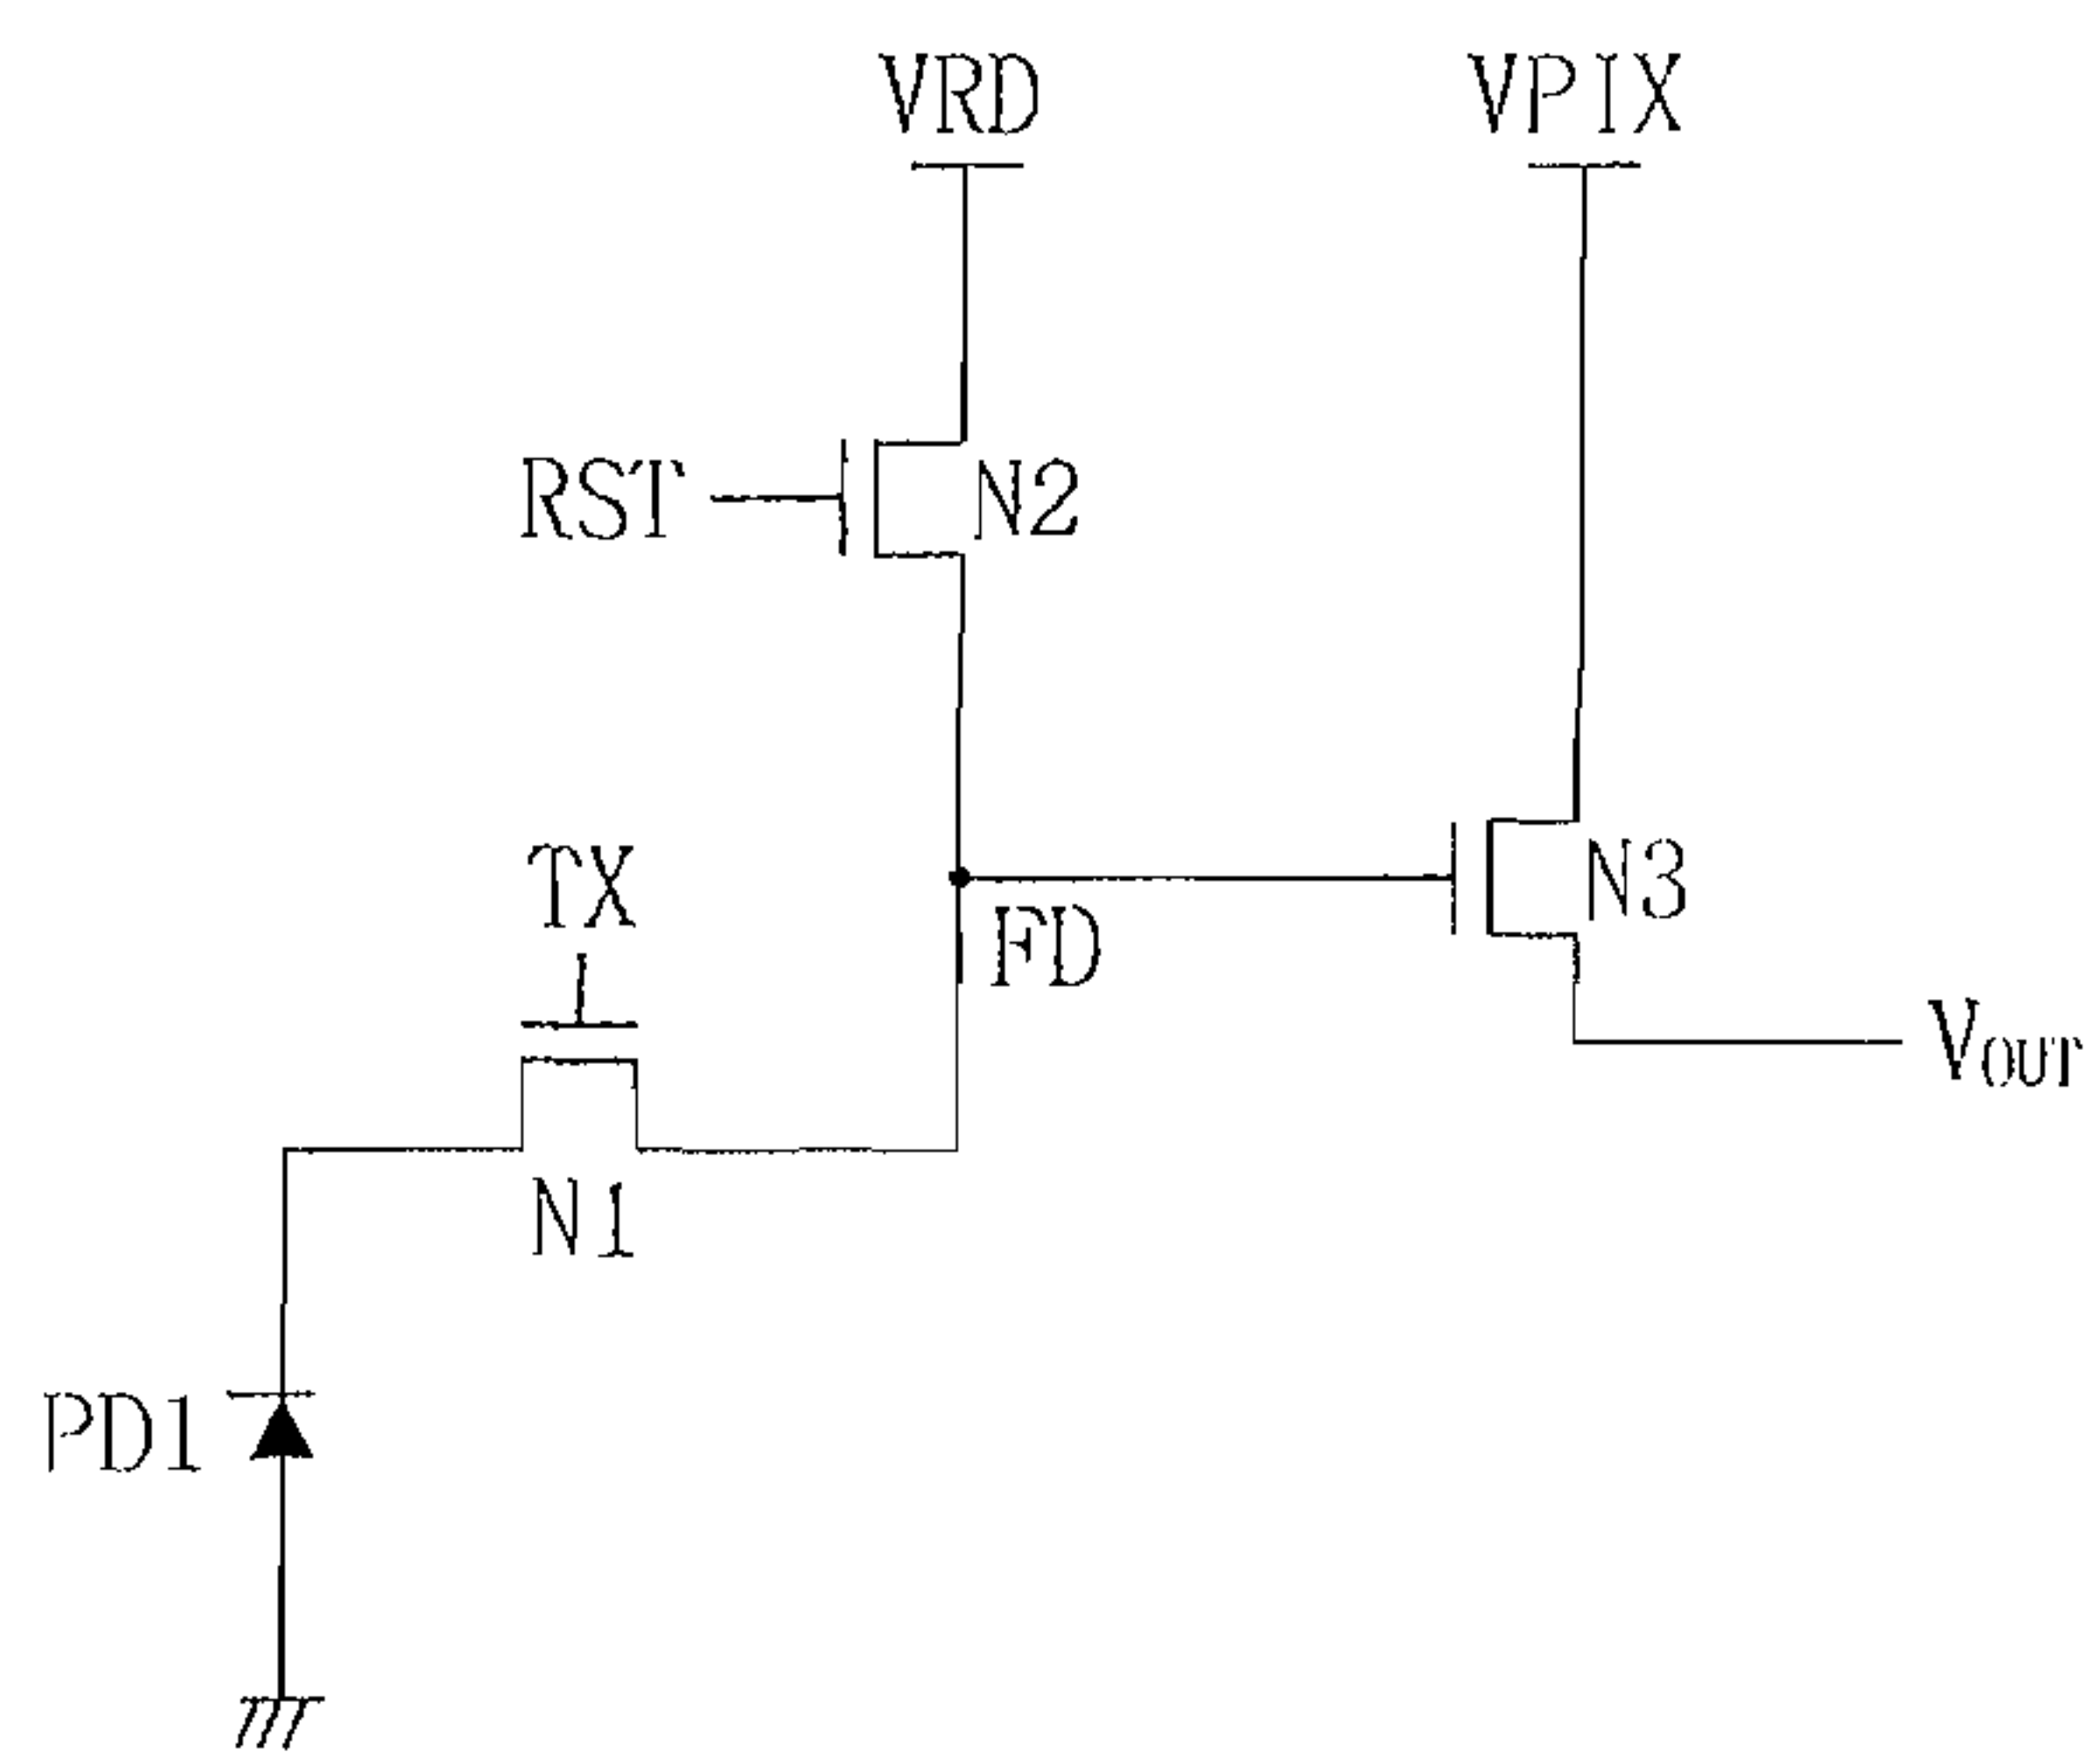 VRD VPIX
RST N2
TX N3
FD
VOUT
N1
PD1